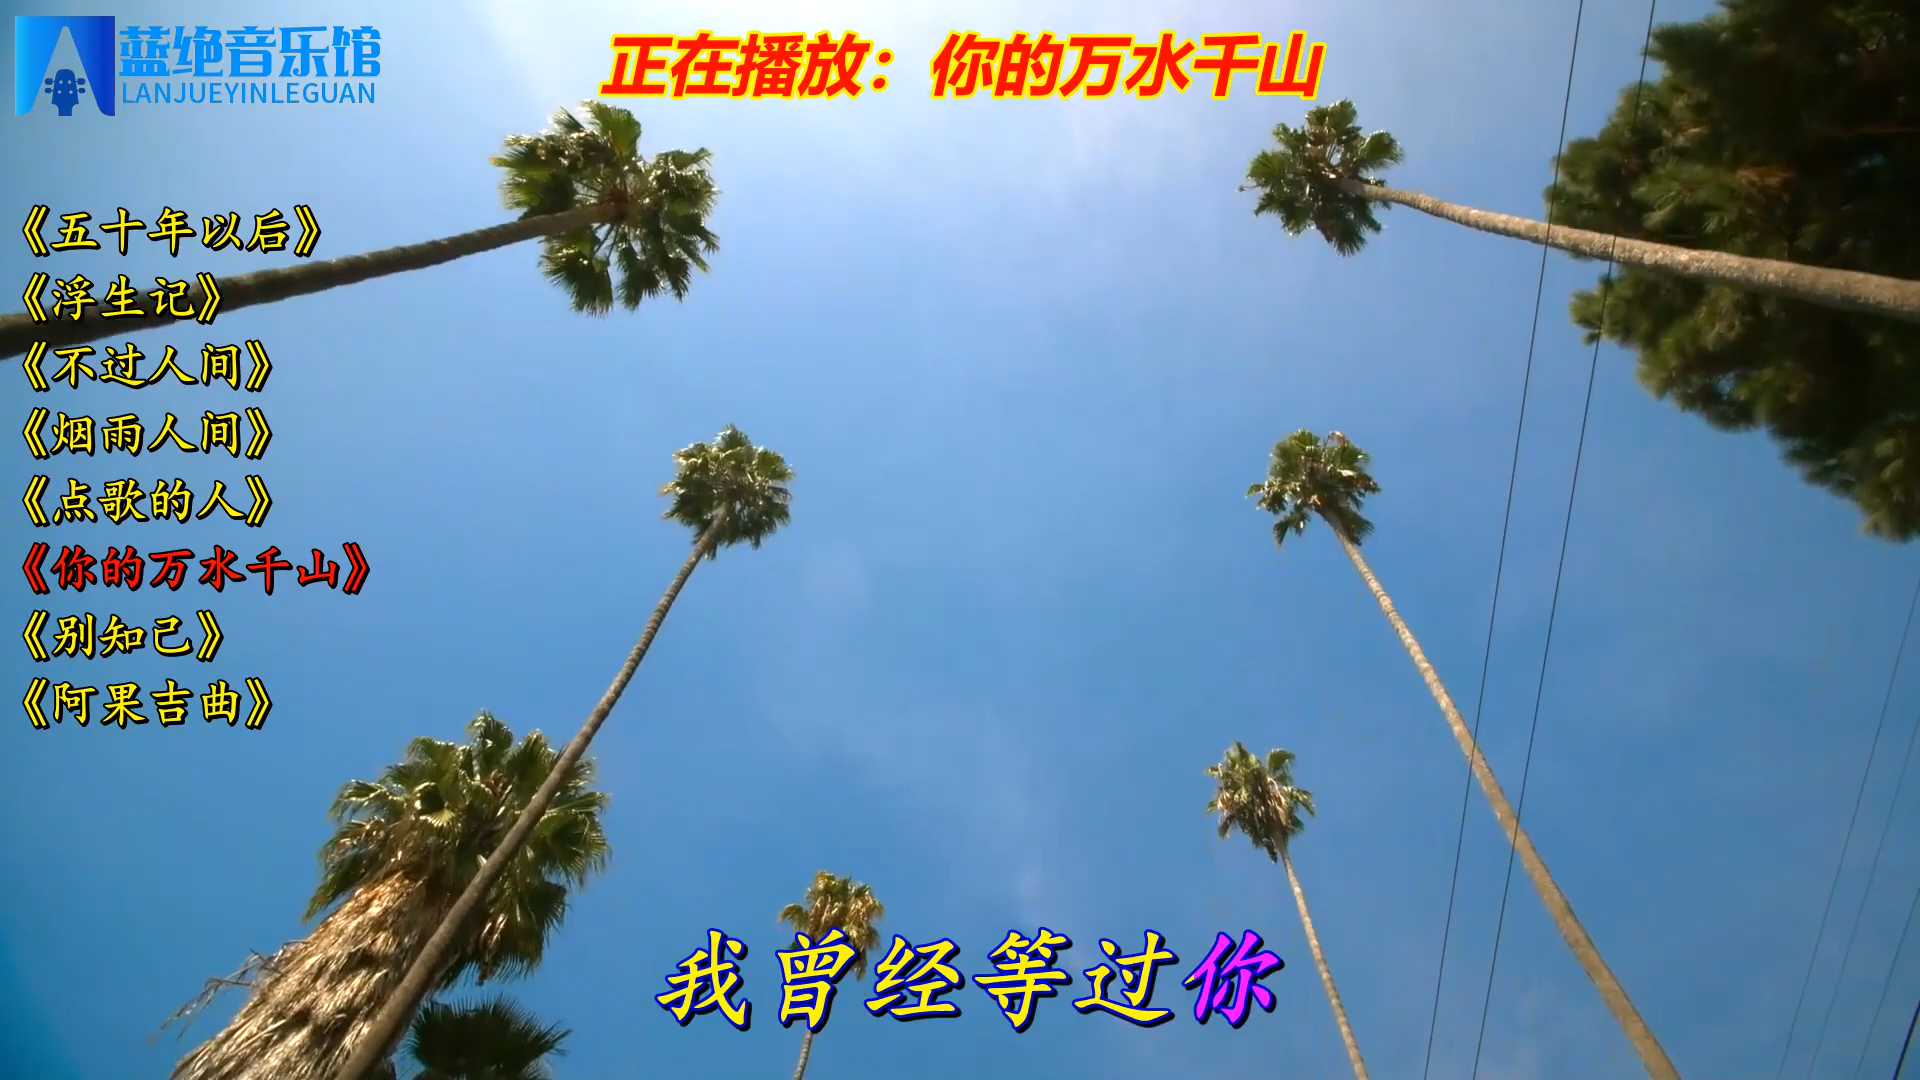 蓝绝音乐馆
LANJUEYINLEGUAN
正在播放：你的万水千山
《五十年以后》
《浮生记》
《不过人间》
《烟雨人间》
《点歌的人》
《你的万水千山》
《别知己》
《阿果吉曲》
我曾经等过你